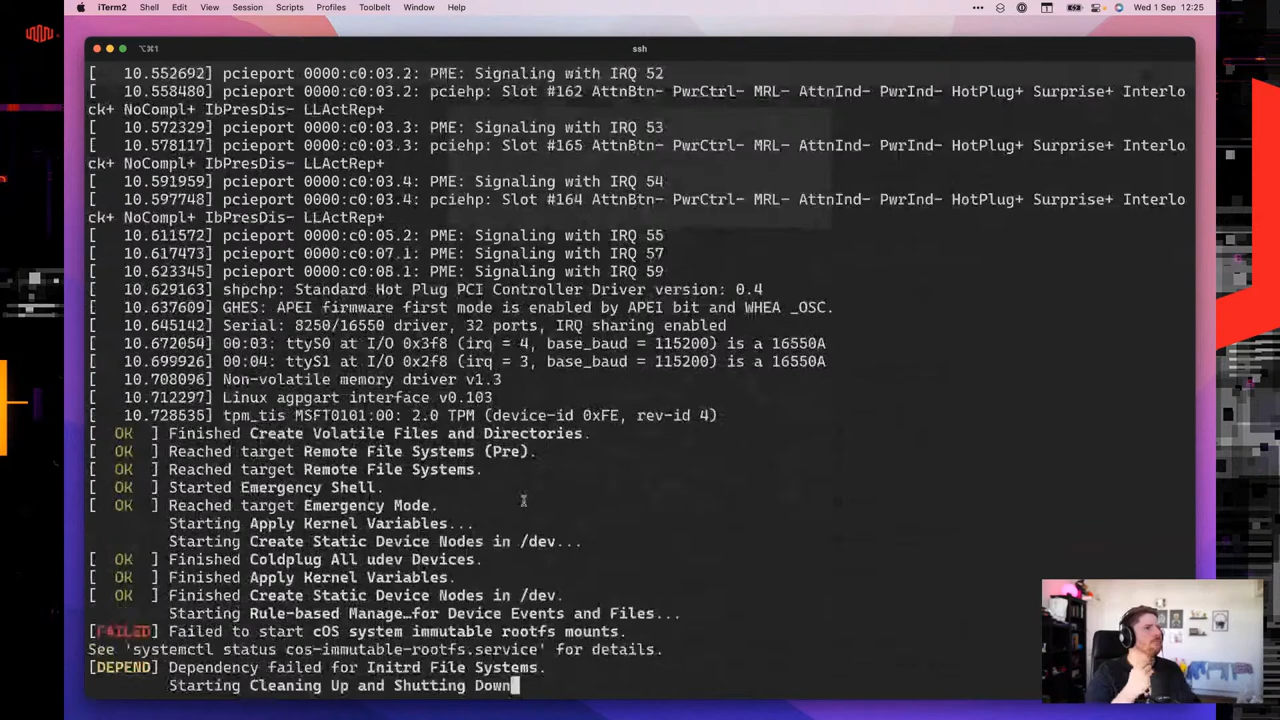 iTerm2 Shell Edit View Session Scripts Profiles Toolbelt Window Help Wed 1 Sep 12:25
⌥⌘1 ssh
[   10.552692] pcieport 0000:c0:03.2: PME: Signaling with IRQ 52
[   10.558480] pcieport 0000:c0:03.2: pciehp: Slot #162 AttnBtn- PwrCtrl- MRL- AttnInd- PwrInd- HotPlug+ Surprise+ Interlo
ck+ NoCompl+ IbPresDis- LLActRep+
[   10.572329] pcieport 0000:c0:03.3: PME: Signaling with IRQ 53
[   10.578117] pcieport 0000:c0:03.3: pciehp: Slot #165 AttnBtn- PwrCtrl- MRL- AttnInd- PwrInd- HotPlug+ Surprise+ Interlo
ck+ NoCompl+ IbPresDis- LLActRep+
[   10.591959] pcieport 0000:c0:03.4: PME: Signaling with IRQ 54
[   10.597748] pcieport 0000:c0:03.4: pciehp: Slot #164 AttnBtn- PwrCtrl- MRL- AttnInd- PwrInd- HotPlug+ Surprise+ Interlo
ck+ NoCompl+ IbPresDis- LLActRep+
[   10.611572] pcieport 0000:c0:05.2: PME: Signaling with IRQ 55
[   10.617473] pcieport 0000:c0:07.1: PME: Signaling with IRQ 57
[   10.623345] pcieport 0000:c0:08.1: PME: Signaling with IRQ 59
[   10.629163] shpchp: Standard Hot Plug PCI Controller Driver version: 0.4
[   10.637609] GHES: APEI firmware first mode is enabled by APEI bit and WHEA _OSC.
[   10.645142] Serial: 8250/16550 driver, 32 ports, IRQ sharing enabled
[   10.672054] 00:03: ttyS0 at I/O 0x3f8 (irq = 4, base_baud = 115200) is a 16550A
[   10.699926] 00:04: ttyS1 at I/O 0x2f8 (irq = 3, base_baud = 115200) is a 16550A
[   10.708096] Non-volatile memory driver v1.3
[   10.712297] Linux agpgart interface v0.103
[   10.728535] tpm_tis MSFT0101:00: 2.0 TPM (device-id 0xFE, rev-id 4)
[  OK  ] Finished Create Volatile Files and Directories.
[  OK  ] Reached target Remote File Systems (Pre).
[  OK  ] Reached target Remote File Systems.
[  OK  ] Started Emergency Shell.
[  OK  ] Reached target Emergency Mode.
Starting Apply Kernel Variables...
Starting Create Static Device Nodes in /dev...
[  OK  ] Finished Coldplug All udev Devices.
[  OK  ] Finished Apply Kernel Variables.
[  OK  ] Finished Create Static Device Nodes in /dev.
Starting Rule-based Manage…for Device Events and Files...
[FAILED] Failed to start cOS system immutable rootfs mounts.
See 'systemctl status cos-immutable-rootfs.service' for details.
[DEPEND] Dependency failed for Initrd File Systems.
Starting Cleaning Up and Shutting Down